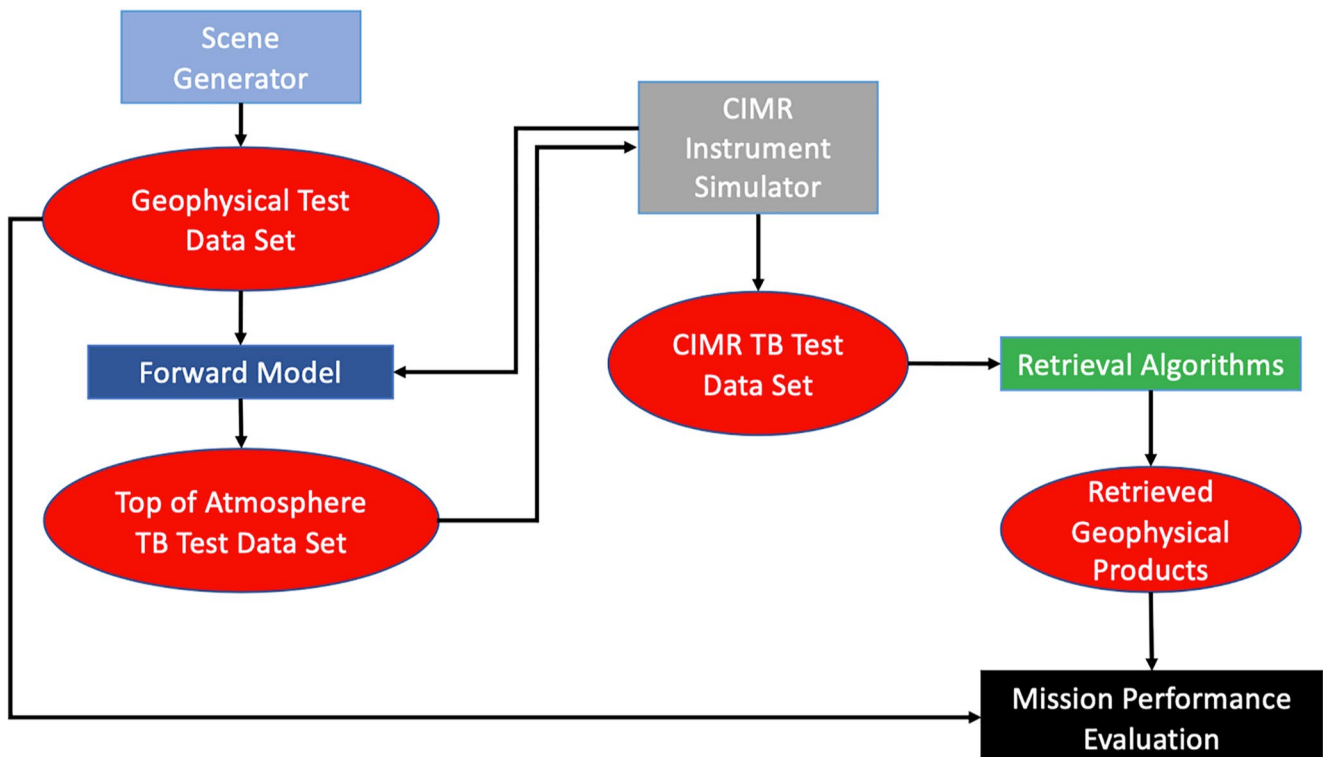 Scene
Generator
Geophysical Test
Data Set
Forward Model
Top of Atmosphere
TB Test Data Set
CIMR
Instrument
Simulator
CIMR TB Test
Data Set
Retrieval Algorithms
Retrieved
Geophysical
Products
Mission Performance
Evaluation